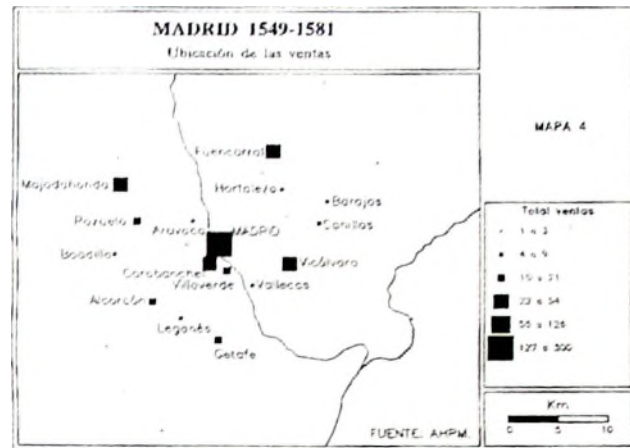 MADRID 1549-1581
Ubicación de las ventas
MAPA 4
Fuencarral
Majadahonda
Hortaleza
Barajas
Pozuelo
Aravaca
MADRID
Canillas
Boadilla
Carabanchel
Vicálvaro
Villaverde
Vallecas
Alcorcón
Leganés
Getafe
FUENTE: AHPM.
Total ventas
1 a 3
4 a 9
10 a 21
22 a 54
55 a 126
127 a 300
Km
0 5 10